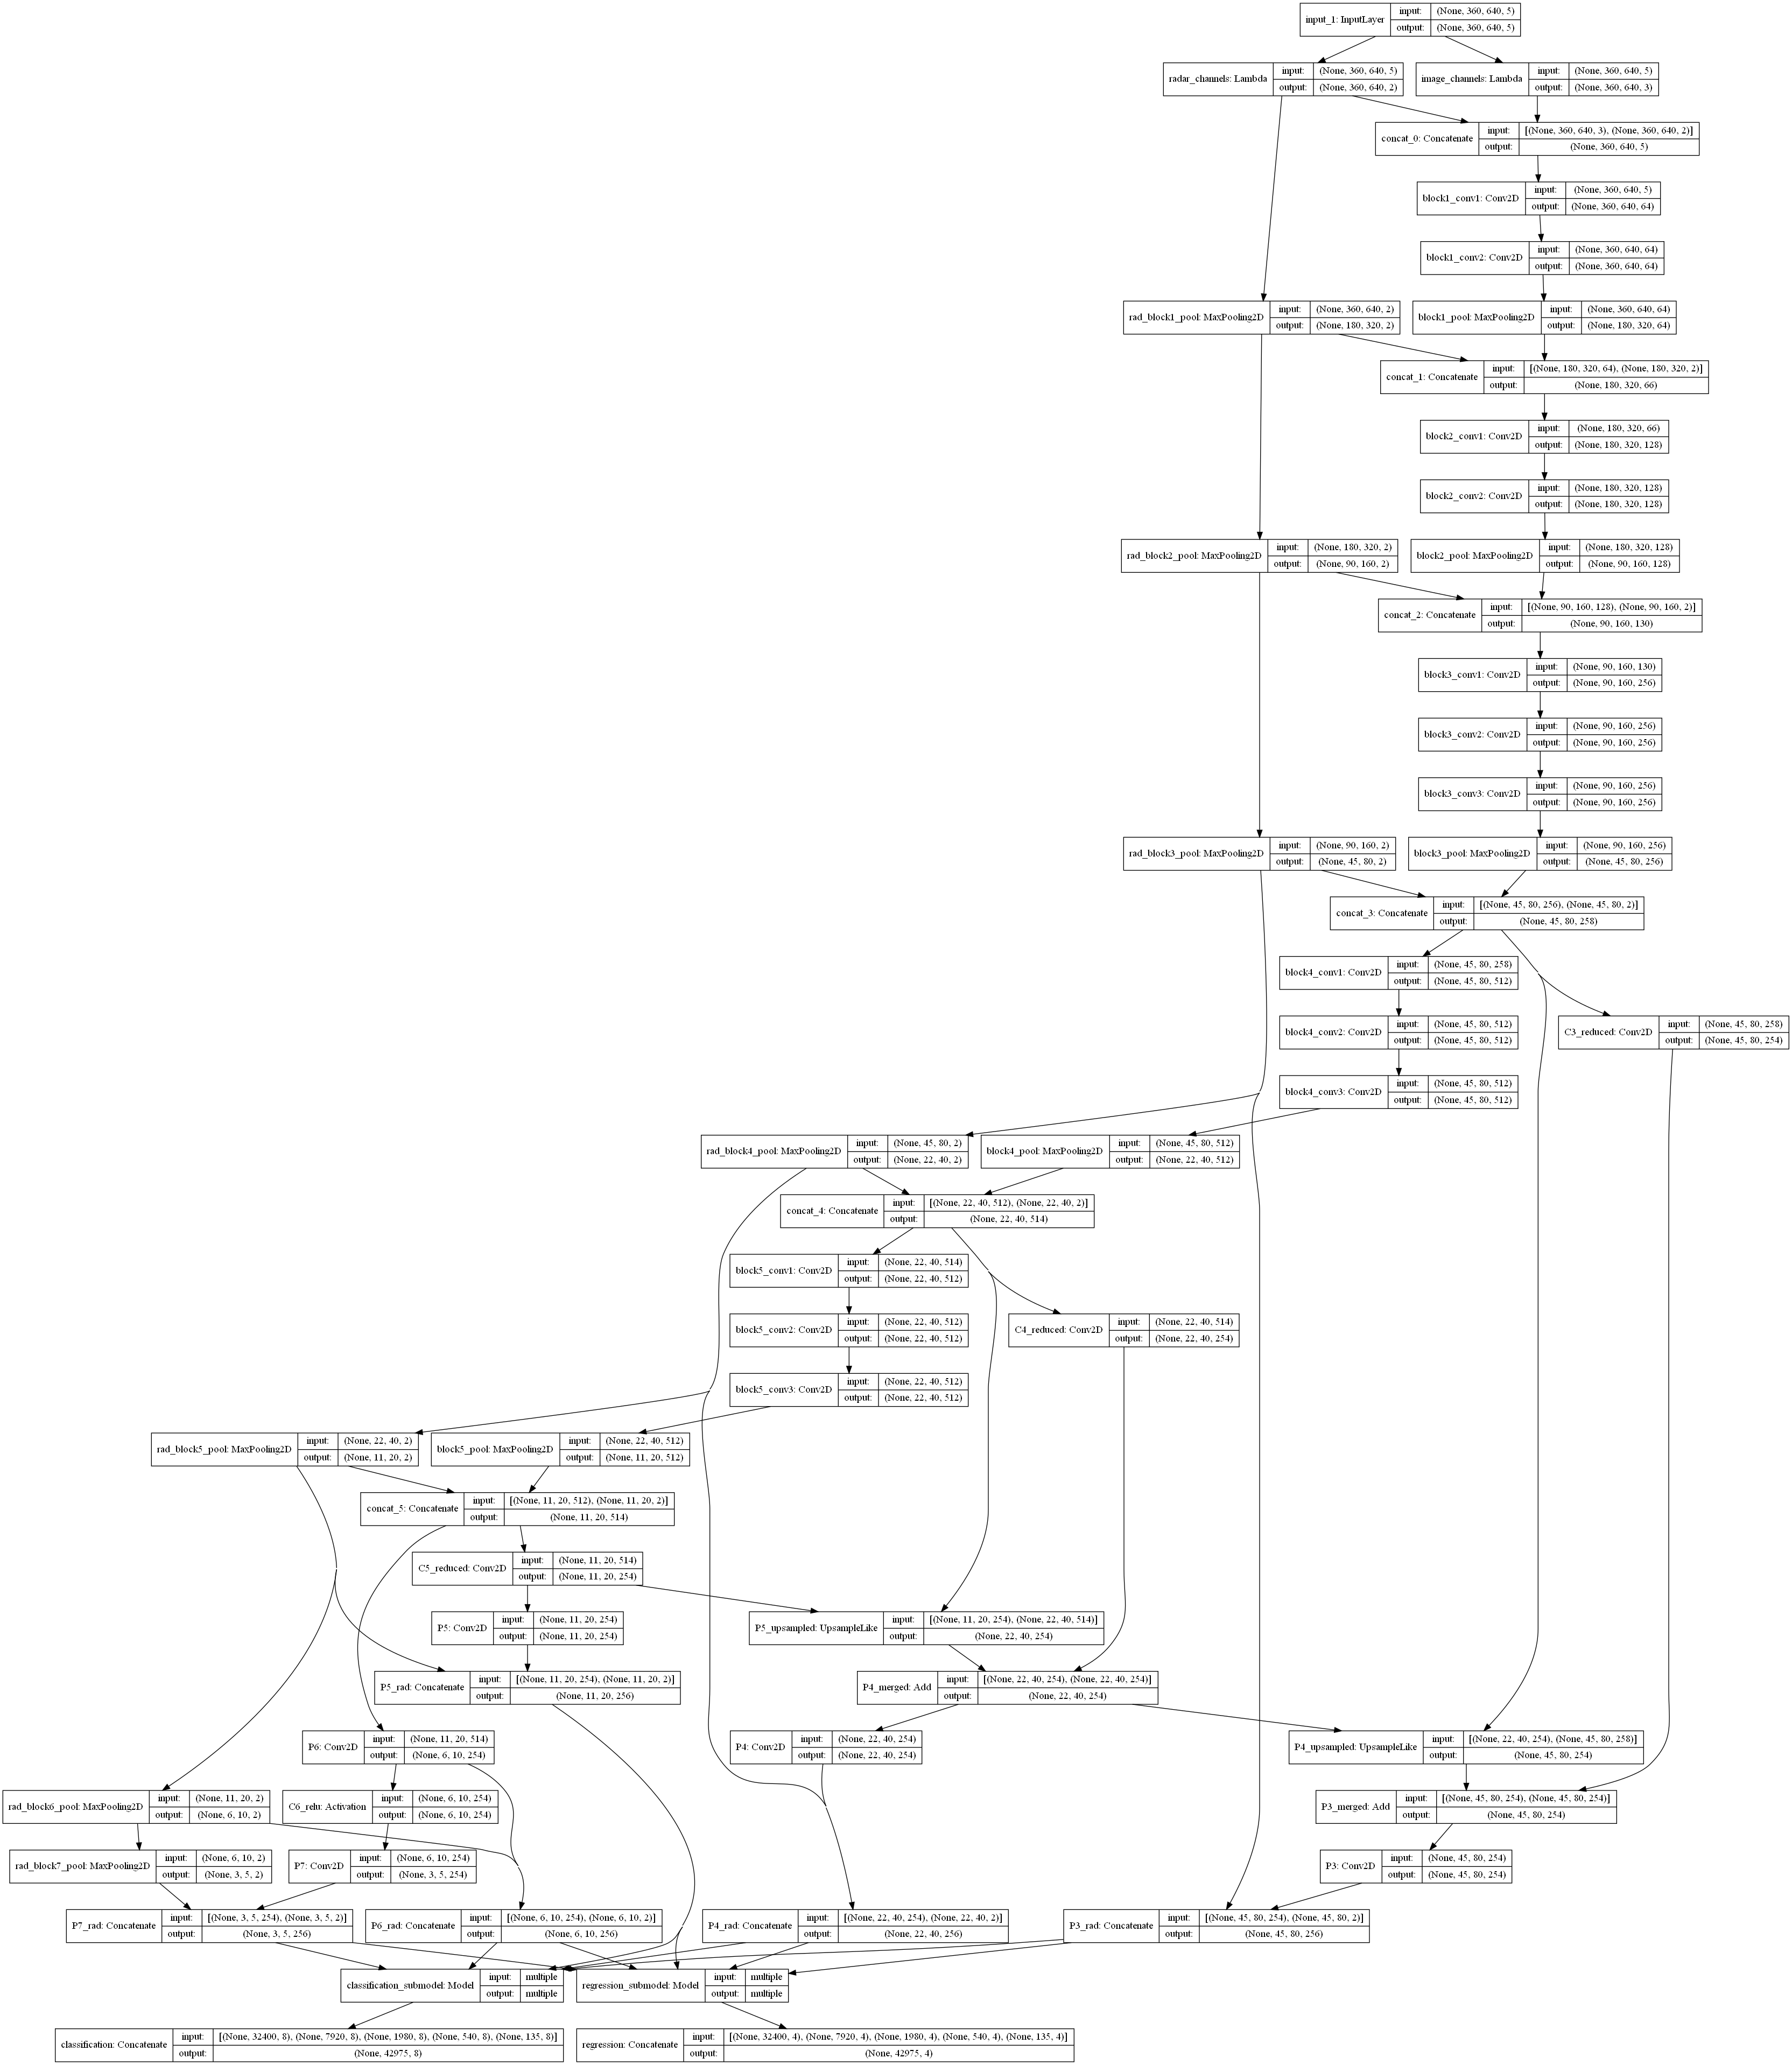 input_1: InputLayer
input: (None, 360, 640, 5)
output: (None, 360, 640, 5)
radar_channels: Lambda
input: (None, 360, 640, 5)
output: (None, 360, 640, 2)
image_channels: Lambda
input: (None, 360, 640, 5)
output: (None, 360, 640, 3)
concat_0: Concatenate
input: [(None, 360, 640, 3), (None, 360, 640, 2)]
output: (None, 360, 640, 5)
block1_conv1: Conv2D
input: (None, 360, 640, 5)
output: (None, 360, 640, 64)
block1_conv2: Conv2D
input: (None, 360, 640, 64)
output: (None, 360, 640, 64)
rad_block1_pool: MaxPooling2D
input: (None, 360, 640, 2)
output: (None, 180, 320, 2)
block1_pool: MaxPooling2D
input: (None, 360, 640, 64)
output: (None, 180, 320, 64)
concat_1: Concatenate
input: [(None, 180, 320, 64), (None, 180, 320, 2)]
output: (None, 180, 320, 66)
block2_conv1: Conv2D
input: (None, 180, 320, 66)
output: (None, 180, 320, 128)
block2_conv2: Conv2D
input: (None, 180, 320, 128)
output: (None, 180, 320, 128)
rad_block2_pool: MaxPooling2D
input: (None, 180, 320, 2)
output: (None, 90, 160, 2)
block2_pool: MaxPooling2D
input: (None, 180, 320, 128)
output: (None, 90, 160, 128)
concat_2: Concatenate
input: [(None, 90, 160, 128), (None, 90, 160, 2)]
output: (None, 90, 160, 130)
block3_conv1: Conv2D
input: (None, 90, 160, 130)
output: (None, 90, 160, 256)
block3_conv2: Conv2D
input: (None, 90, 160, 256)
output: (None, 90, 160, 256)
block3_conv3: Conv2D
input: (None, 90, 160, 256)
output: (None, 90, 160, 256)
rad_block3_pool: MaxPooling2D
input: (None, 90, 160, 2)
output: (None, 45, 80, 2)
block3_pool: MaxPooling2D
input: (None, 90, 160, 256)
output: (None, 45, 80, 256)
concat_3: Concatenate
input: [(None, 45, 80, 256), (None, 45, 80, 2)]
output: (None, 45, 80, 258)
block4_conv1: Conv2D
input: (None, 45, 80, 258)
output: (None, 45, 80, 512)
block4_conv2: Conv2D
input: (None, 45, 80, 512)
output: (None, 45, 80, 512)
C3_reduced: Conv2D
input: (None, 45, 80, 258)
output: (None, 45, 80, 254)
block4_conv3: Conv2D
input: (None, 45, 80, 512)
output: (None, 45, 80, 512)
rad_block4_pool: MaxPooling2D
input: (None, 45, 80, 2)
output: (None, 22, 40, 2)
block4_pool: MaxPooling2D
input: (None, 45, 80, 512)
output: (None, 22, 40, 512)
concat_4: Concatenate
input: [(None, 22, 40, 512), (None, 22, 40, 2)]
output: (None, 22, 40, 514)
block5_conv1: Conv2D
input: (None, 22, 40, 514)
output: (None, 22, 40, 512)
block5_conv2: Conv2D
input: (None, 22, 40, 512)
output: (None, 22, 40, 512)
C4_reduced: Conv2D
input: (None, 22, 40, 514)
output: (None, 22, 40, 254)
block5_conv3: Conv2D
input: (None, 22, 40, 512)
output: (None, 22, 40, 512)
rad_block5_pool: MaxPooling2D
input: (None, 22, 40, 2)
output: (None, 11, 20, 2)
block5_pool: MaxPooling2D
input: (None, 22, 40, 512)
output: (None, 11, 20, 512)
concat_5: Concatenate
input: [(None, 11, 20, 512), (None, 11, 20, 2)]
output: (None, 11, 20, 514)
C5_reduced: Conv2D
input: (None, 11, 20, 514)
output: (None, 11, 20, 254)
P5: Conv2D
input: (None, 11, 20, 254)
output: (None, 11, 20, 254)
P5_upsampled: UpsampleLike
input: [(None, 11, 20, 254), (None, 22, 40, 514)]
output: (None, 22, 40, 254)
P5_rad: Concatenate
input: [(None, 11, 20, 254), (None, 11, 20, 2)]
output: (None, 11, 20, 256)
P4_merged: Add
input: [(None, 22, 40, 254), (None, 22, 40, 254)]
output: (None, 22, 40, 254)
P6: Conv2D
input: (None, 11, 20, 514)
output: (None, 6, 10, 254)
P4: Conv2D
input: (None, 22, 40, 254)
output: (None, 22, 40, 254)
P4_upsampled: UpsampleLike
input: [(None, 22, 40, 254), (None, 45, 80, 258)]
output: (None, 45, 80, 254)
rad_block6_pool: MaxPooling2D
input: (None, 11, 20, 2)
output: (None, 6, 10, 2)
C6_relu: Activation
input: (None, 6, 10, 254)
output: (None, 6, 10, 254)
P3_merged: Add
input: [(None, 45, 80, 254), (None, 45, 80, 254)]
output: (None, 45, 80, 254)
rad_block7_pool: MaxPooling2D
input: (None, 6, 10, 2)
output: (None, 3, 5, 2)
P7: Conv2D
input: (None, 6, 10, 254)
output: (None, 3, 5, 254)
P3: Conv2D
input: (None, 45, 80, 254)
output: (None, 45, 80, 254)
P7_rad: Concatenate
input: [(None, 3, 5, 254), (None, 3, 5, 2)]
output: (None, 3, 5, 256)
P6_rad: Concatenate
input: [(None, 6, 10, 254), (None, 6, 10, 2)]
output: (None, 6, 10, 256)
P4_rad: Concatenate
input: [(None, 22, 40, 254), (None, 22, 40, 2)]
output: (None, 22, 40, 256)
P3_rad: Concatenate
input: [(None, 45, 80, 254), (None, 45, 80, 2)]
output: (None, 45, 80, 256)
classification_submodel: Model
input: multiple
output: multiple
regression_submodel: Model
input: multiple
output: multiple
classification: Concatenate
input: [(None, 32400, 8), (None, 7920, 8), (None, 1980, 8), (None, 540, 8), (None, 135, 8)]
output: (None, 42975, 8)
regression: Concatenate
input: [(None, 32400, 4), (None, 7920, 4), (None, 1980, 4), (None, 540, 4), (None, 135, 4)]
output: (None, 42975, 4)